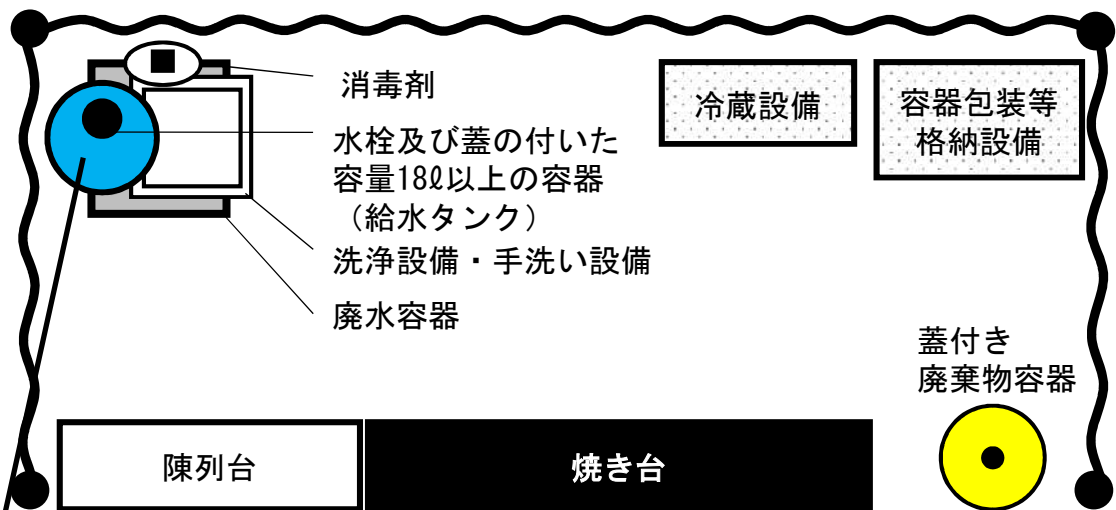 消毒剤
水栓及び蓋の付いた
容量18ℓ以上の容器
（給水タンク）
洗浄設備・手洗い設備
廃水容器
冷蔵設備
容器包装等
格納設備
蓋付き
廃棄物容器
陳列台
焼き台